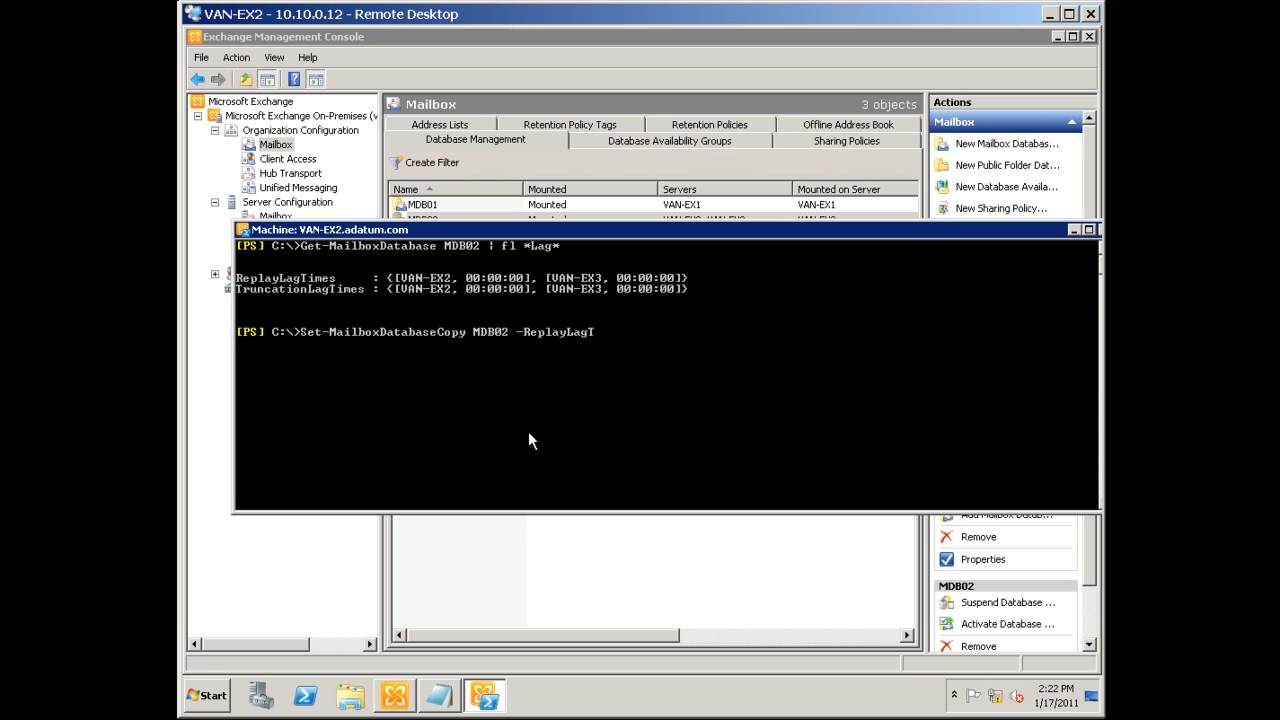 VAN-EX2 - 10.10.0.12 - Remote Desktop
Exchange Management Console
File Action View Help
Microsoft Exchange
Microsoft Exchange On-Premises (v
Organization Configuration
Mailbox
Client Access
Hub Transport
Unified Messaging
Server Configuration
Mailbox
Mailbox 3 objects
Address Lists Retention Policy Tags Retention Policies Offline Address Book
Database Management Database Availability Groups Sharing Policies
Create Filter
Name Mounted Servers Mounted on Server
MDB01 Mounted VAN-EX1 VAN-EX1
Actions
Mailbox
New Mailbox Databas...
New Public Folder Dat...
New Database Availa...
New Sharing Policy...
Machine: VAN-EX2.adatum.com
[PS] C:\>Get-MailboxDatabase MDB02 | fl *Lag*
ReplayLagTimes : {[VAN-EX2, 00:00:00], [VAN-EX3, 00:00:00]}
TruncationLagTimes : {[VAN-EX2, 00:00:00], [VAN-EX3, 00:00:00]}
[PS] C:\>Set-MailboxDatabaseCopy MDB02 -ReplayLagT
Add Mailbox Datab...
Remove
Properties
MDB02
Suspend Database ...
Activate Database ...
Remove
Start
2:22 PM
1/17/2011